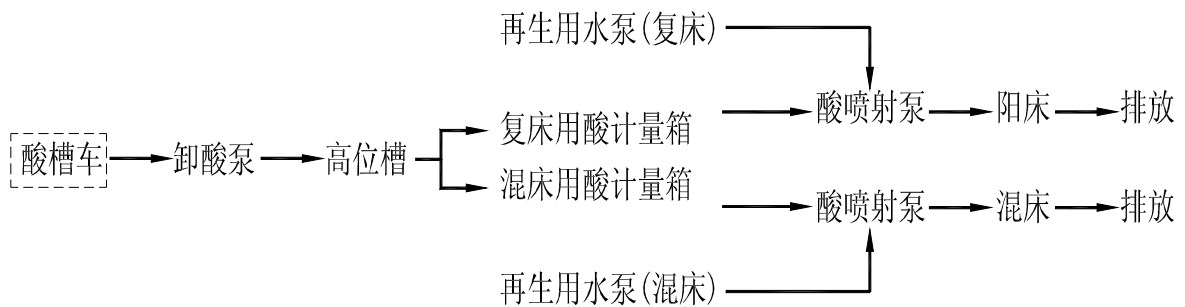 再生用水泵(复床)
酸喷射泵 阳床 排放
复床用酸计量箱
酸槽车 卸酸泵 高位槽
混床用酸计量箱
酸喷射泵 混床 排放
再生用水泵(混床)